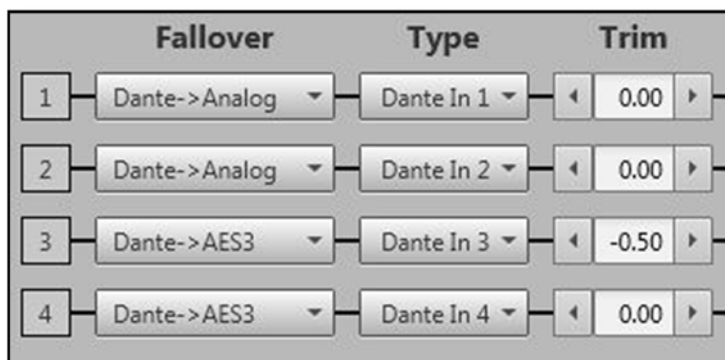 Fallover Type Trim
1 Dante->Analog Dante In 1 0.00
2 Dante->Analog Dante In 2 0.00
3 Dante->AES3 Dante In 3 -0.50
4 Dante->AES3 Dante In 4 0.00